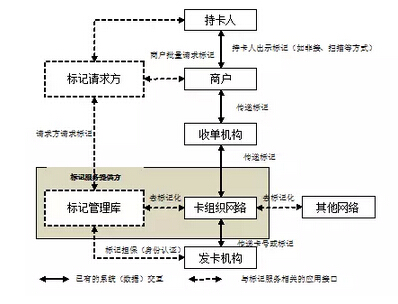 持卡人
商户批量请求标记
持卡人出示标记（如非接、扫描等方式）
标记请求方
商户
传递标记
请求方请求标记
收单机构
传递标记
标记服务提供方
去标记化
去标记化
标记管理库
卡组织网络
其他网络
标记担保（身份认证）
传递卡号或标记
发卡机构
已有的系统（数据）交互
与标记服务相关的应用接口